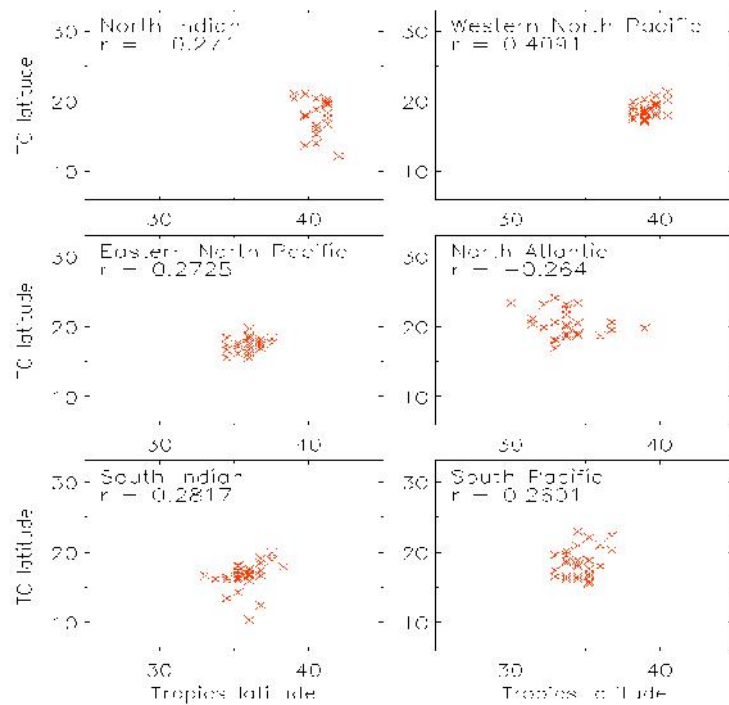 North Indian
Western North Pacific
r = 0.4091
30
20
10
TC latitude
30
20
10
30
40
30
40
Eastern North Pacific
r = 0.2725
North Atlantic
r = -0.264
30
20
10
TC latitude
30
20
10
30
40
30
40
South Indian
r = 0.2817
South Pacific
r = 0.2601
30
20
10
TC latitude
30
20
10
30
40
30
40
Tropics latitude
Tropics latitude